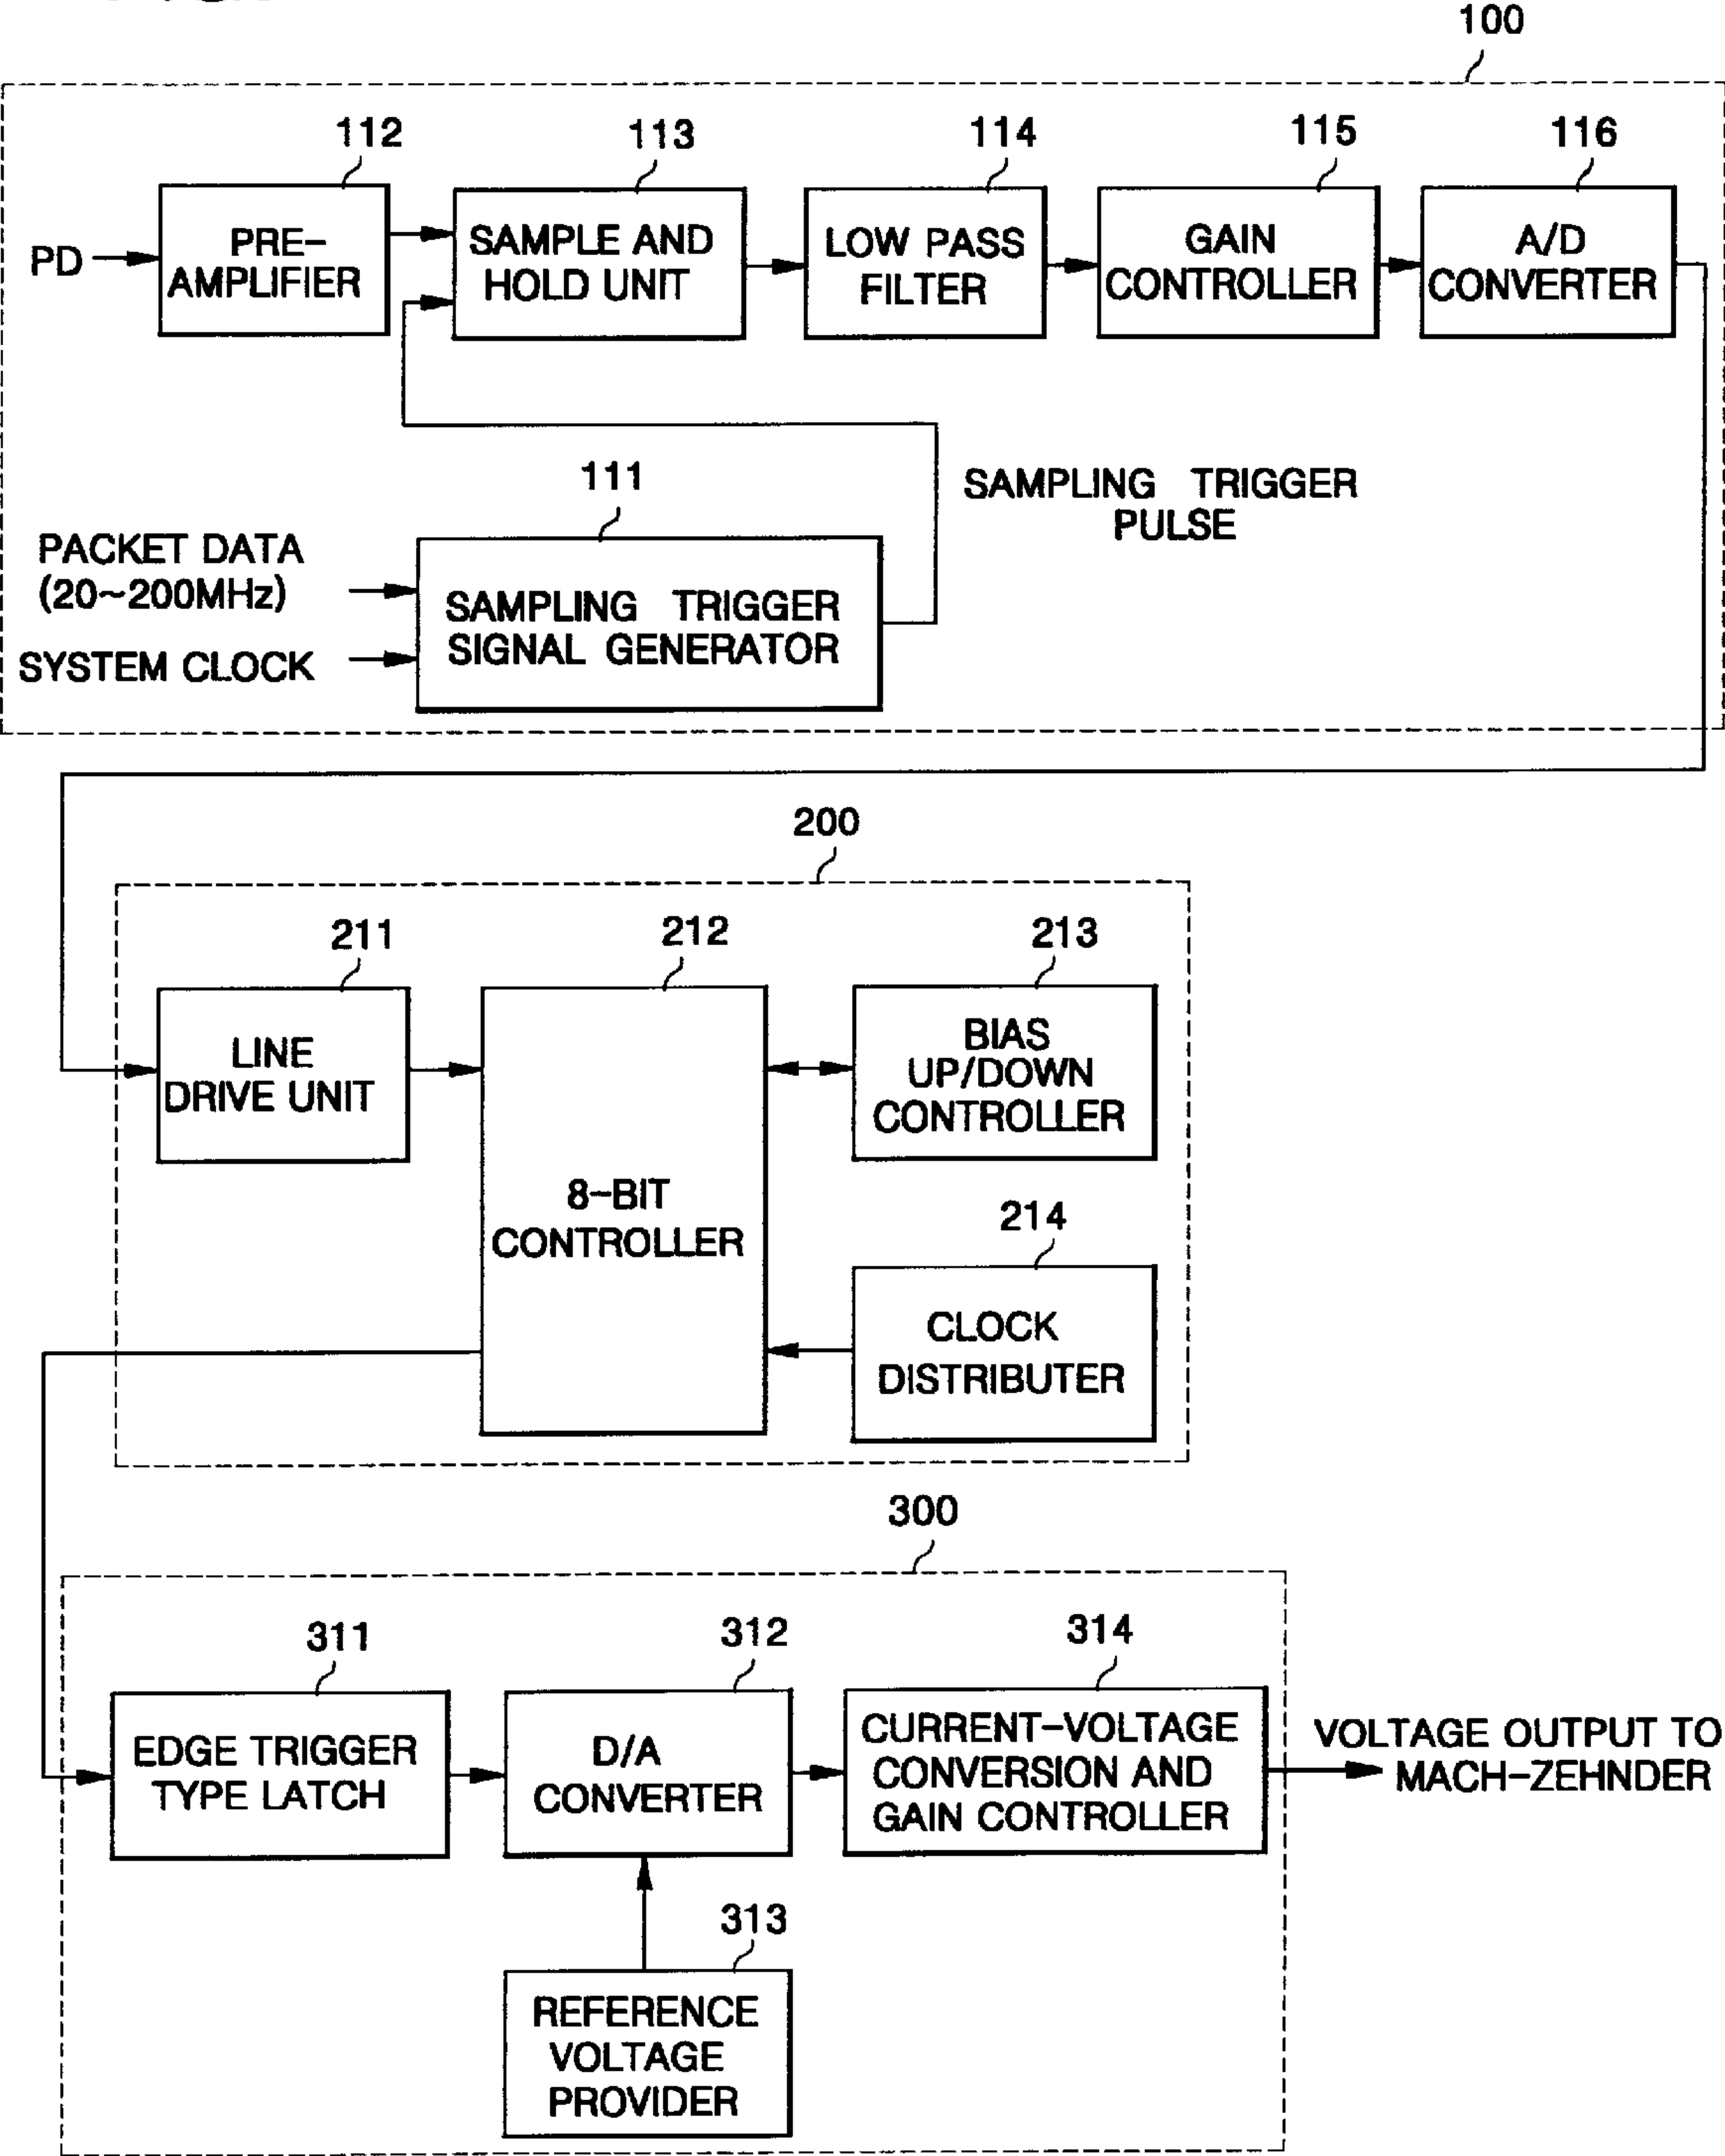 100
112
113
114
115
116
PD
PRE-
AMPLIFIER
SAMPLE AND
HOLD UNIT
LOW PASS
FILTER
GAIN
CONTROLLER
A/D
CONVERTER
111
SAMPLING TRIGGER
PULSE
PACKET DATA
(20~200MHz)
SYSTEM CLOCK
SAMPLING TRIGGER
SIGNAL GENERATOR
200
211
212
213
LINE
DRIVE UNIT
BIAS
UP/DOWN
CONTROLLER
8-BIT
CONTROLLER
214
CLOCK
DISTRIBUTER
300
311
312
314
EDGE TRIGGER
TYPE LATCH
D/A
CONVERTER
CURRENT-VOLTAGE
CONVERSION AND
GAIN CONTROLLER
VOLTAGE OUTPUT TO
MACH-ZEHNDER
313
REFERENCE
VOLTAGE
PROVIDER